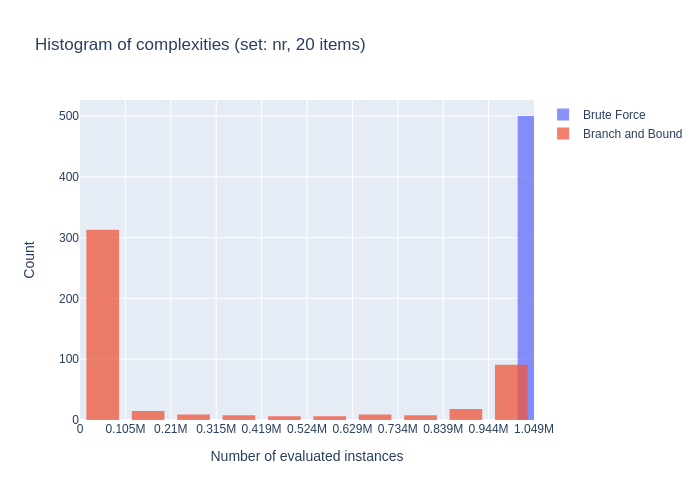 Histogram of complexities (set: nr, 20 items)
Brute Force
Branch and Bound
500
400
300
200
100
0
0 0.105M 0.21M 0.315M 0.419M 0.524M 0.629M 0.734M 0.839M 0.944M 1.049M
Count
Number of evaluated instances